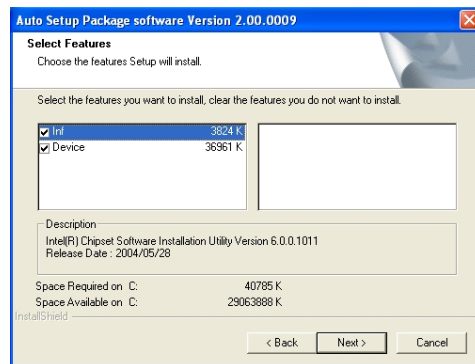 Auto Setup Package software Version 2.00.0009
Select Features
Choose the features Setup will install.
Select the features you want to install, clear the features you do not want to install.
Inf 3824 K
Device 36961 K
Description
Intel(R) Chipset Software Installation Utility Version 6.0.0.1011
Release Date : 2004/05/28
Space Required on C: 40785 K
Space Available on C: 29063888 K
InstallShield
< Back Next > Cancel